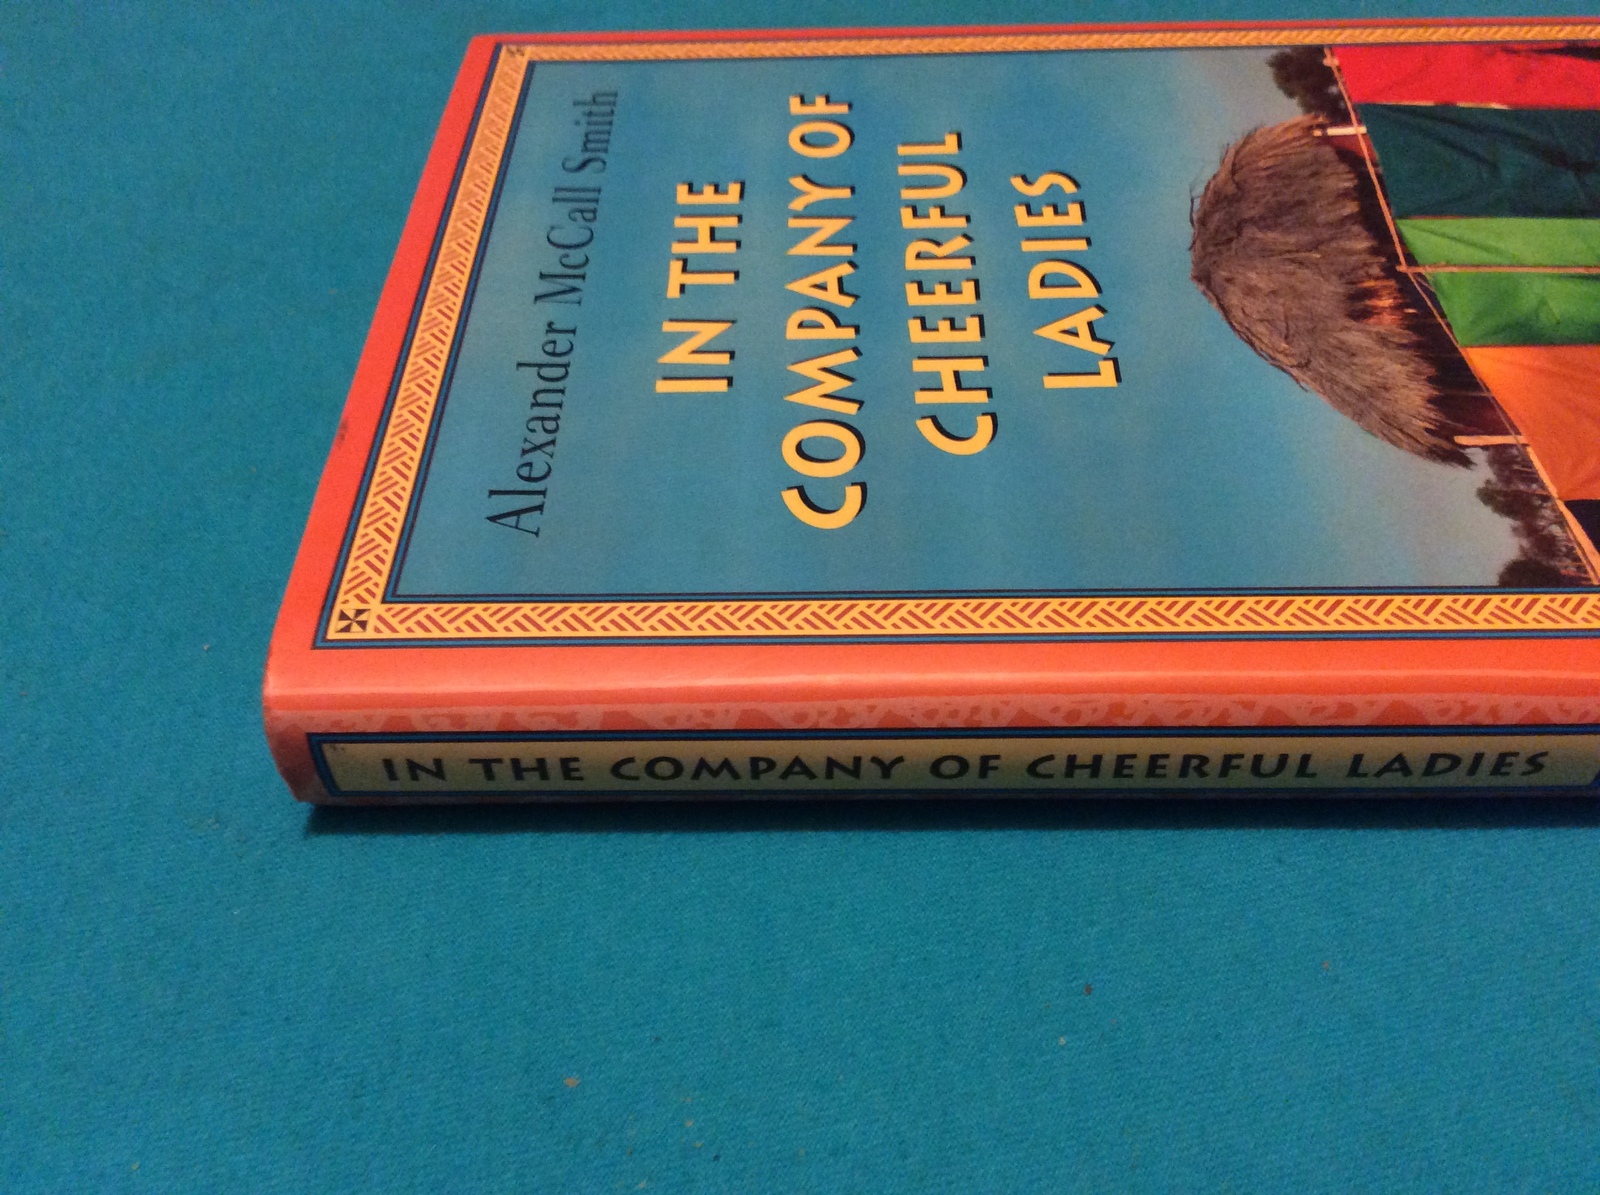 Alexander McCall Smith
IN THE
COMPANY OF
CHEERFUL
LADIES
IN THE COMPANY OF CHEERFUL LADIES